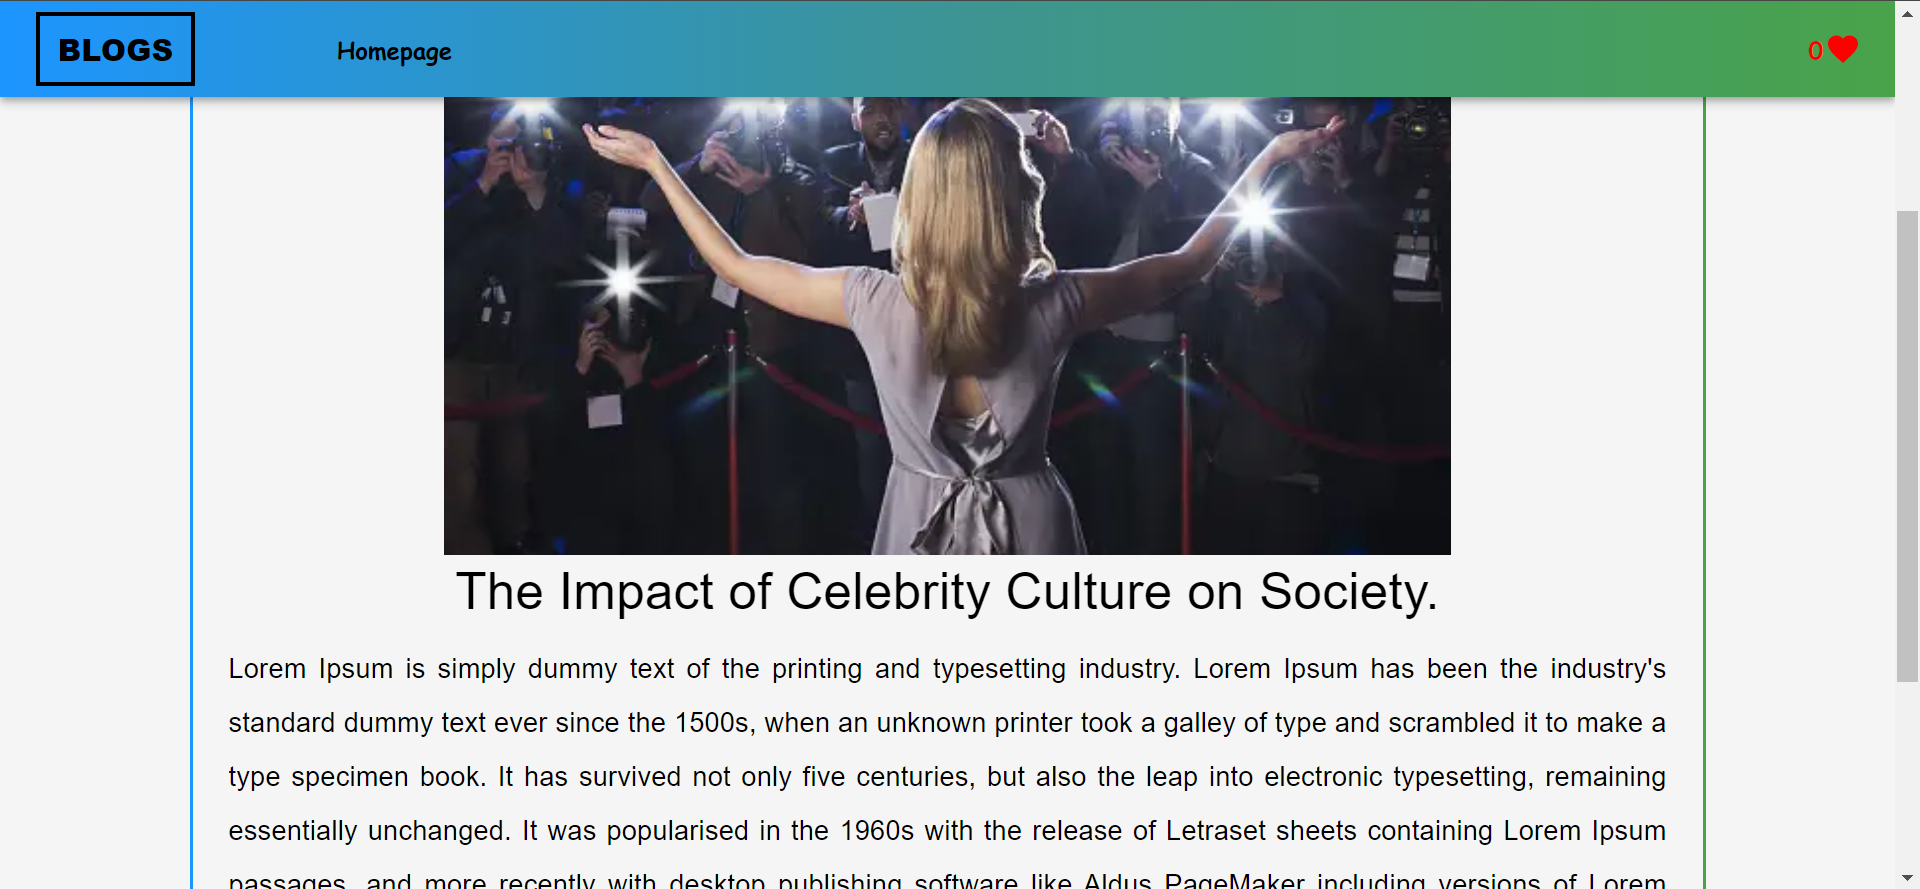 BLOGS
Homepage
0
The Impact of Celebrity Culture on Society.
Lorem Ipsum is simply dummy text of the printing and typesetting industry. Lorem Ipsum has been the industry's
standard dummy text ever since the 1500s, when an unknown printer took a galley of type and scrambled it to make a
type specimen book. It has survived not only five centuries, but also the leap into electronic typesetting, remaining
essentially unchanged. It was popularised in the 1960s with the release of Letraset sheets containing Lorem Ipsum
passages, and more recently with desktop publishing software like Aldus PageMaker including versions of Lorem